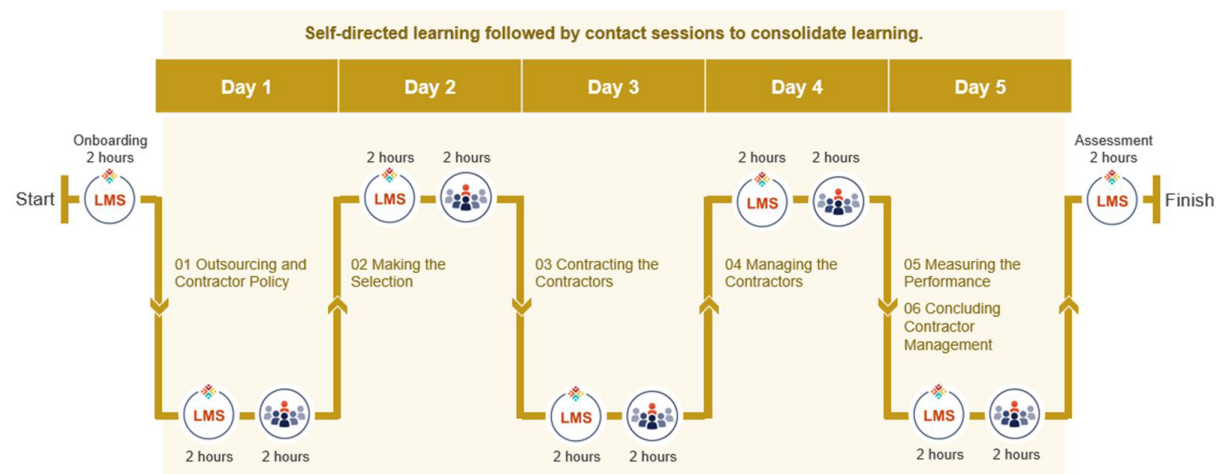 Self-directed learning followed by contact sessions to consolidate learning.
Day 1
Day 2
Day 3
Day 4
Day 5
Start
Onboarding
2 hours
LMS
01 Outsourcing and
Contractor Policy
LMS
2 hours
2 hours
2 hours
2 hours
LMS
02 Making the
Selection
03 Contracting the
Contractors
LMS
2 hours
2 hours
2 hours
2 hours
LMS
04 Managing the
Contractors
05 Measuring the
Performance
06 Concluding
Contractor
Management
LMS
2 hours
2 hours
Assessment
2 hours
LMS
Finish